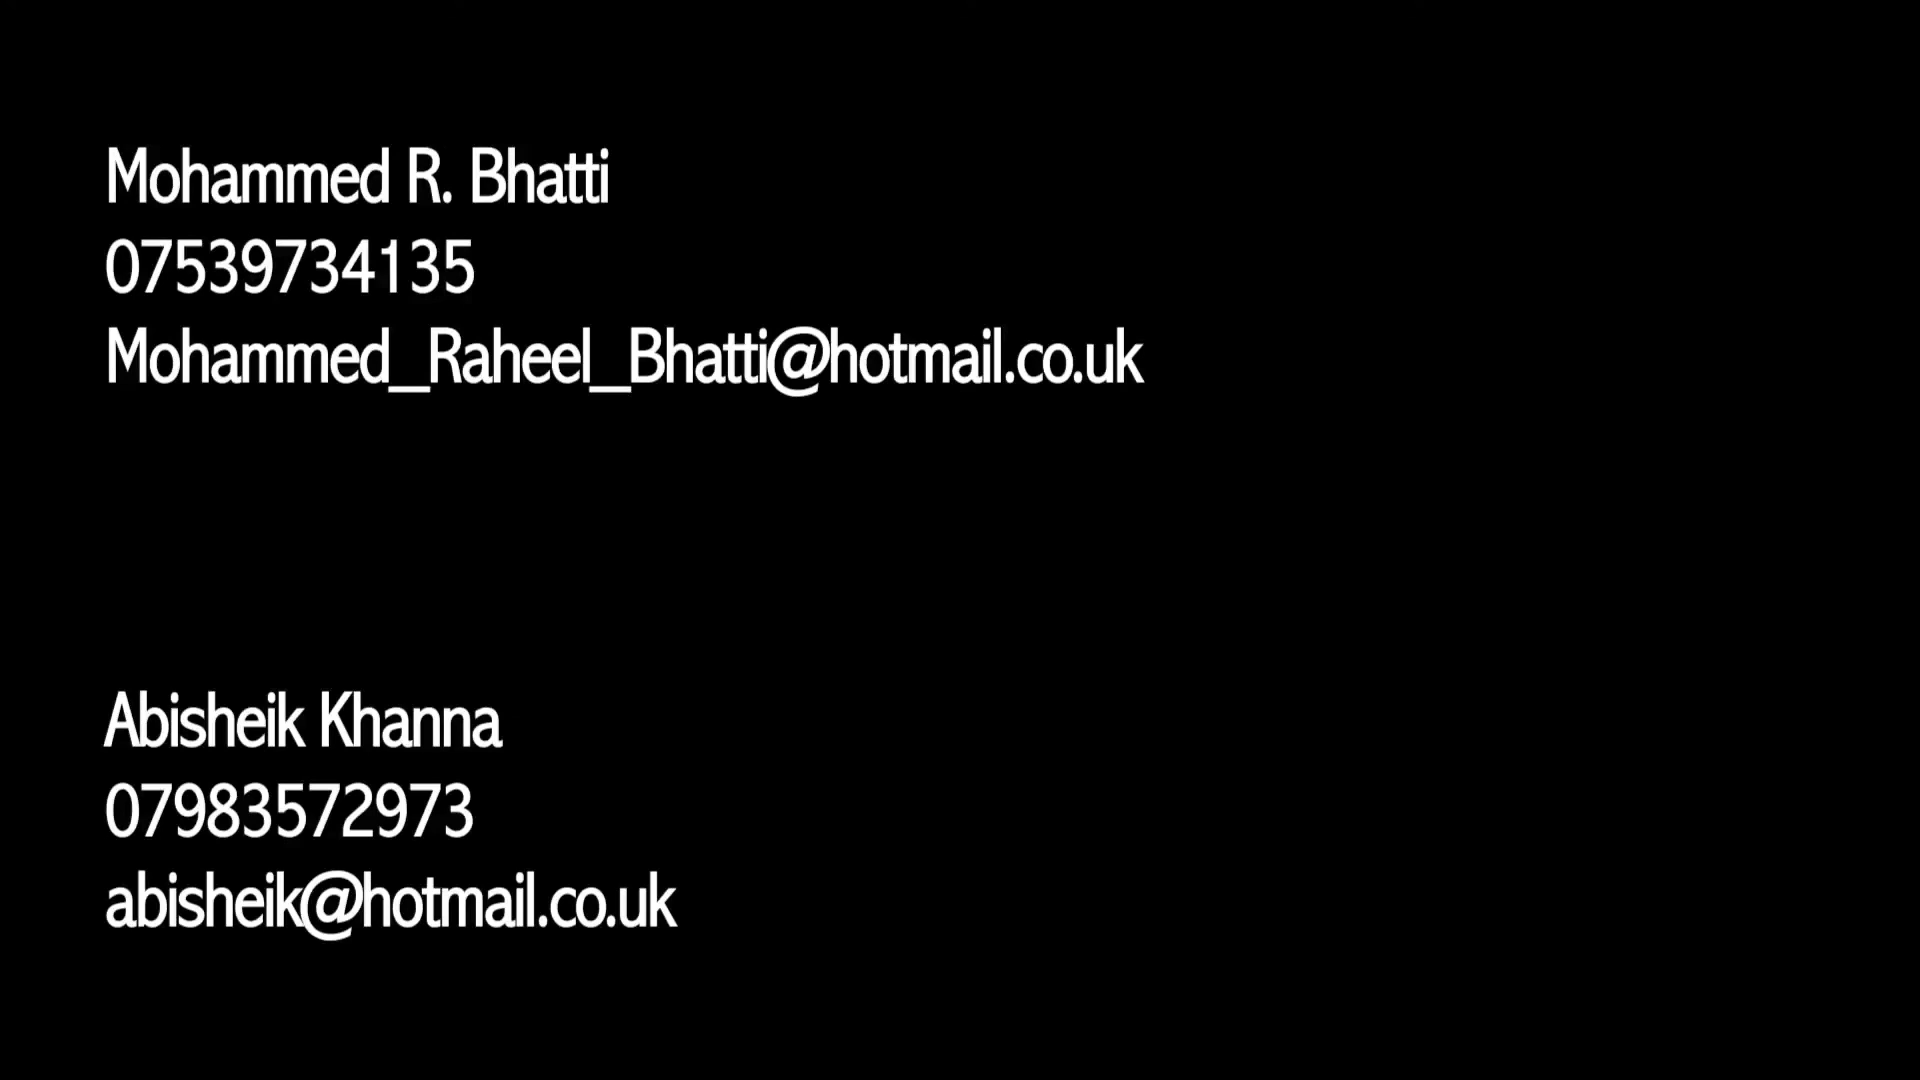 Mohammed R. Bhatti
07539734135
Mohammed_Raheel_Bhatti@hotmail.co.uk
Abisheik Khanna
07983572973
abisheik@hotmail.co.uk